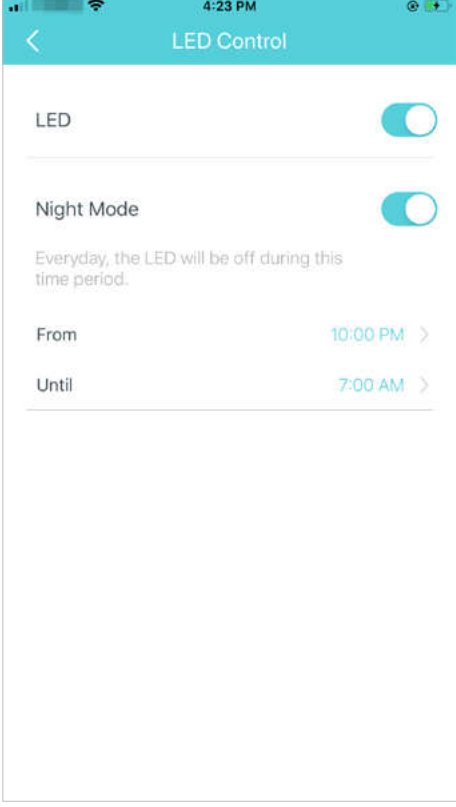 4:23 PM
LED Control
LED
Night Mode
Everyday, the LED will be off during this
time period.
From 10:00 PM
Until 7:00 AM